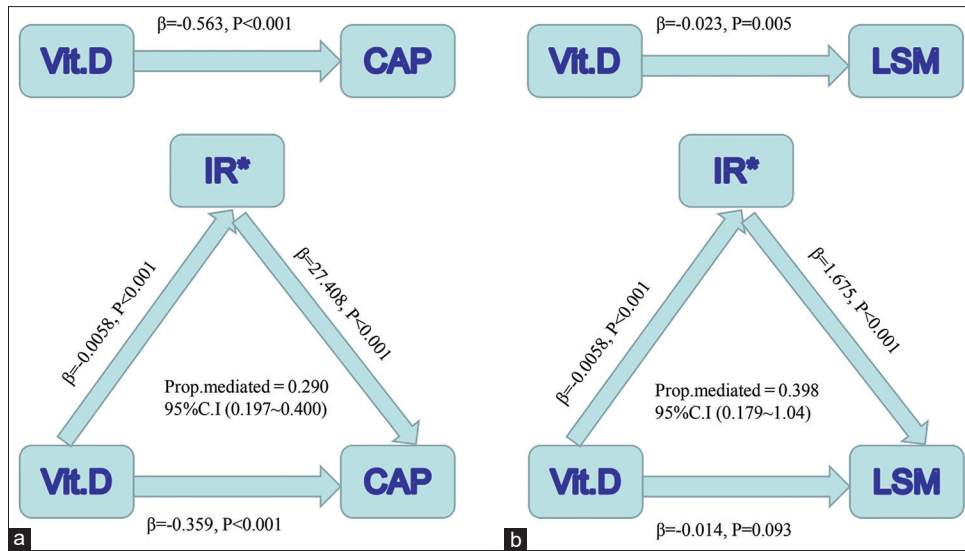 β=-0.563, P<0.001
Vit.D
CAP
IR*
β=-0.0058, P<0.001
β=27.408, P<0.001
Prop.mediated = 0.290
95%C.I (0.197~0.400)
Vit.D
CAP
β=-0.359, P<0.001
a
β=-0.023, P=0.005
Vit.D
LSM
IR*
β=-0.0058, P<0.001
β=1.675, P<0.001
Prop.mediated = 0.398
95%C.I (0.179~1.04)
Vit.D
LSM
β=-0.014, P=0.093
b